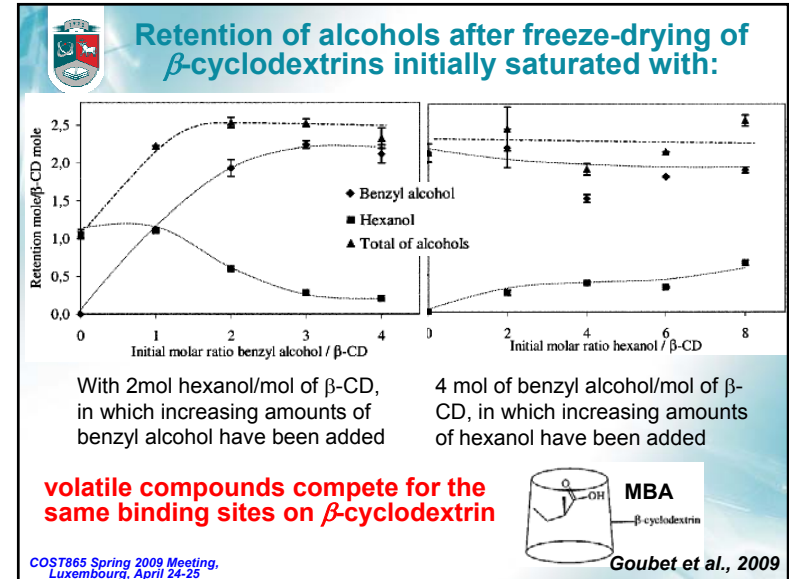 Retention of alcohols after freeze-drying of
β-cyclodextrins initially saturated with:
Retention mole/β-CD mole
2,5
2,0
1,5
1,0
0,5
0,0
0 1 2 3 4
Initial molar ratio benzyl alcohol / β-CD
Benzyl alcohol
Hexanol
Total of alcohols
0 2 4 6 8
Initial molar ratio hexanol / β-CD
With 2mol hexanol/mol of β-CD,
in which increasing amounts of
benzyl alcohol have been added
4 mol of benzyl alcohol/mol of β-
CD, in which increasing amounts
of hexanol have been added
volatile compounds compete for the
same binding sites on β-cyclodextrin
O
OH
MBA
β-cyclodextrin
COST865 Spring 2009 Meeting,
Luxembourg, April 24-25
Goubet et al., 2009